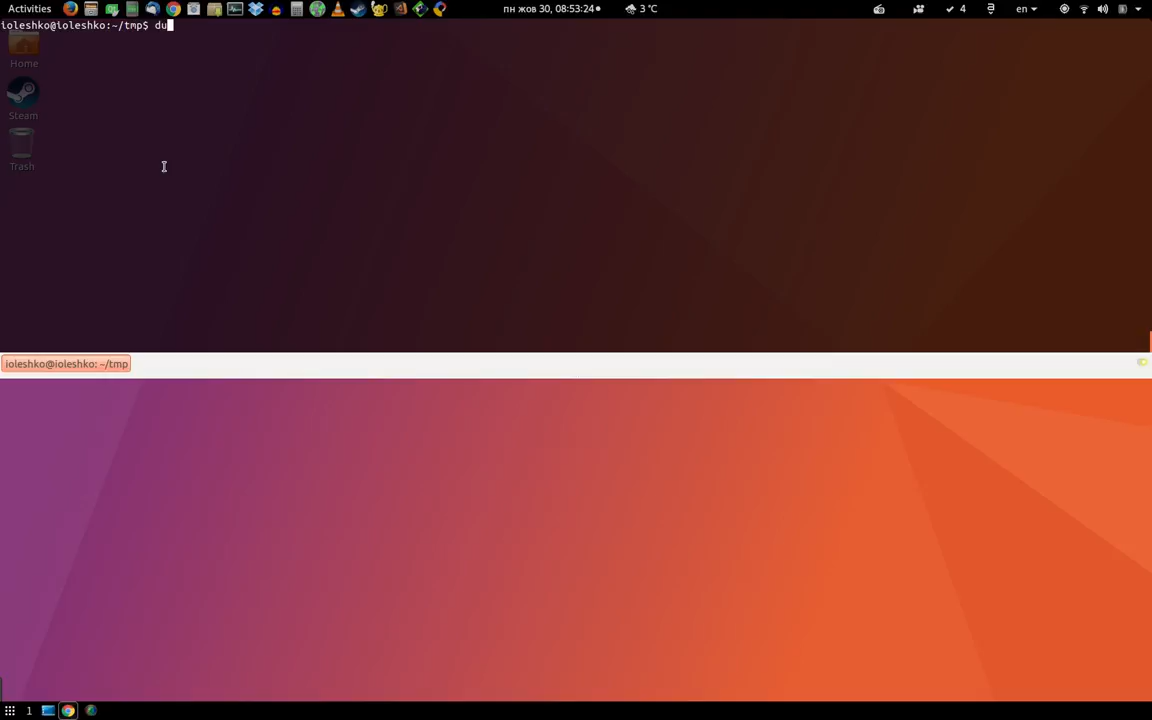 Activities пн жов 30, 08:53:24 3 °C 4 en
ioleshko@ioleshko:~/tmp$ du
Home
Steam
Trash
ioleshko@ioleshko: ~/tmp
1